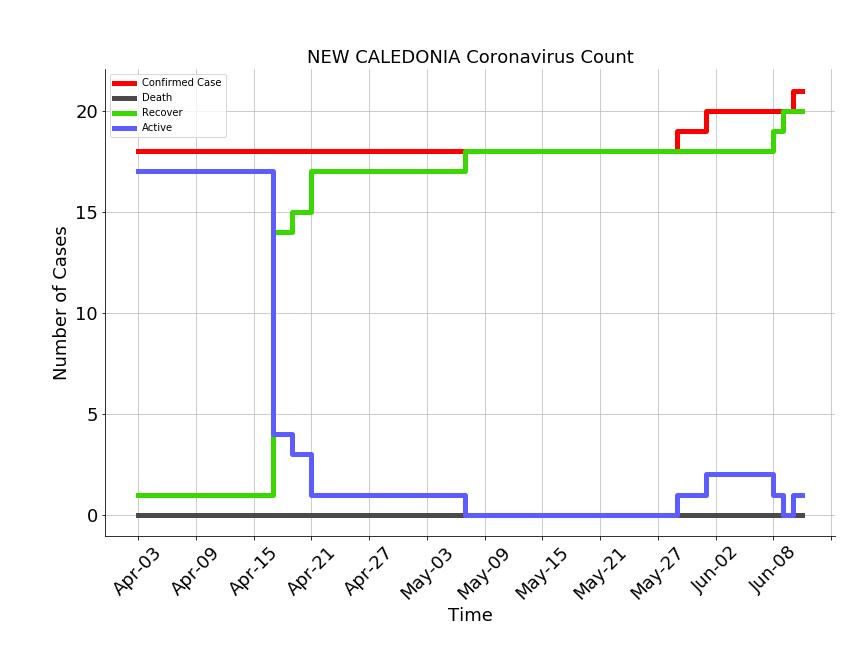 NEW CALEDONIA Coronavirus Count
Confirmed Case
Death
Recover
Active
Number of Cases
20
15
10
5
0
Apr-03
Apr-09
Apr-15
Apr-21
Apr-27
May-03
May-09
May-15
May-21
May-27
Jun-02
Jun-08
Time